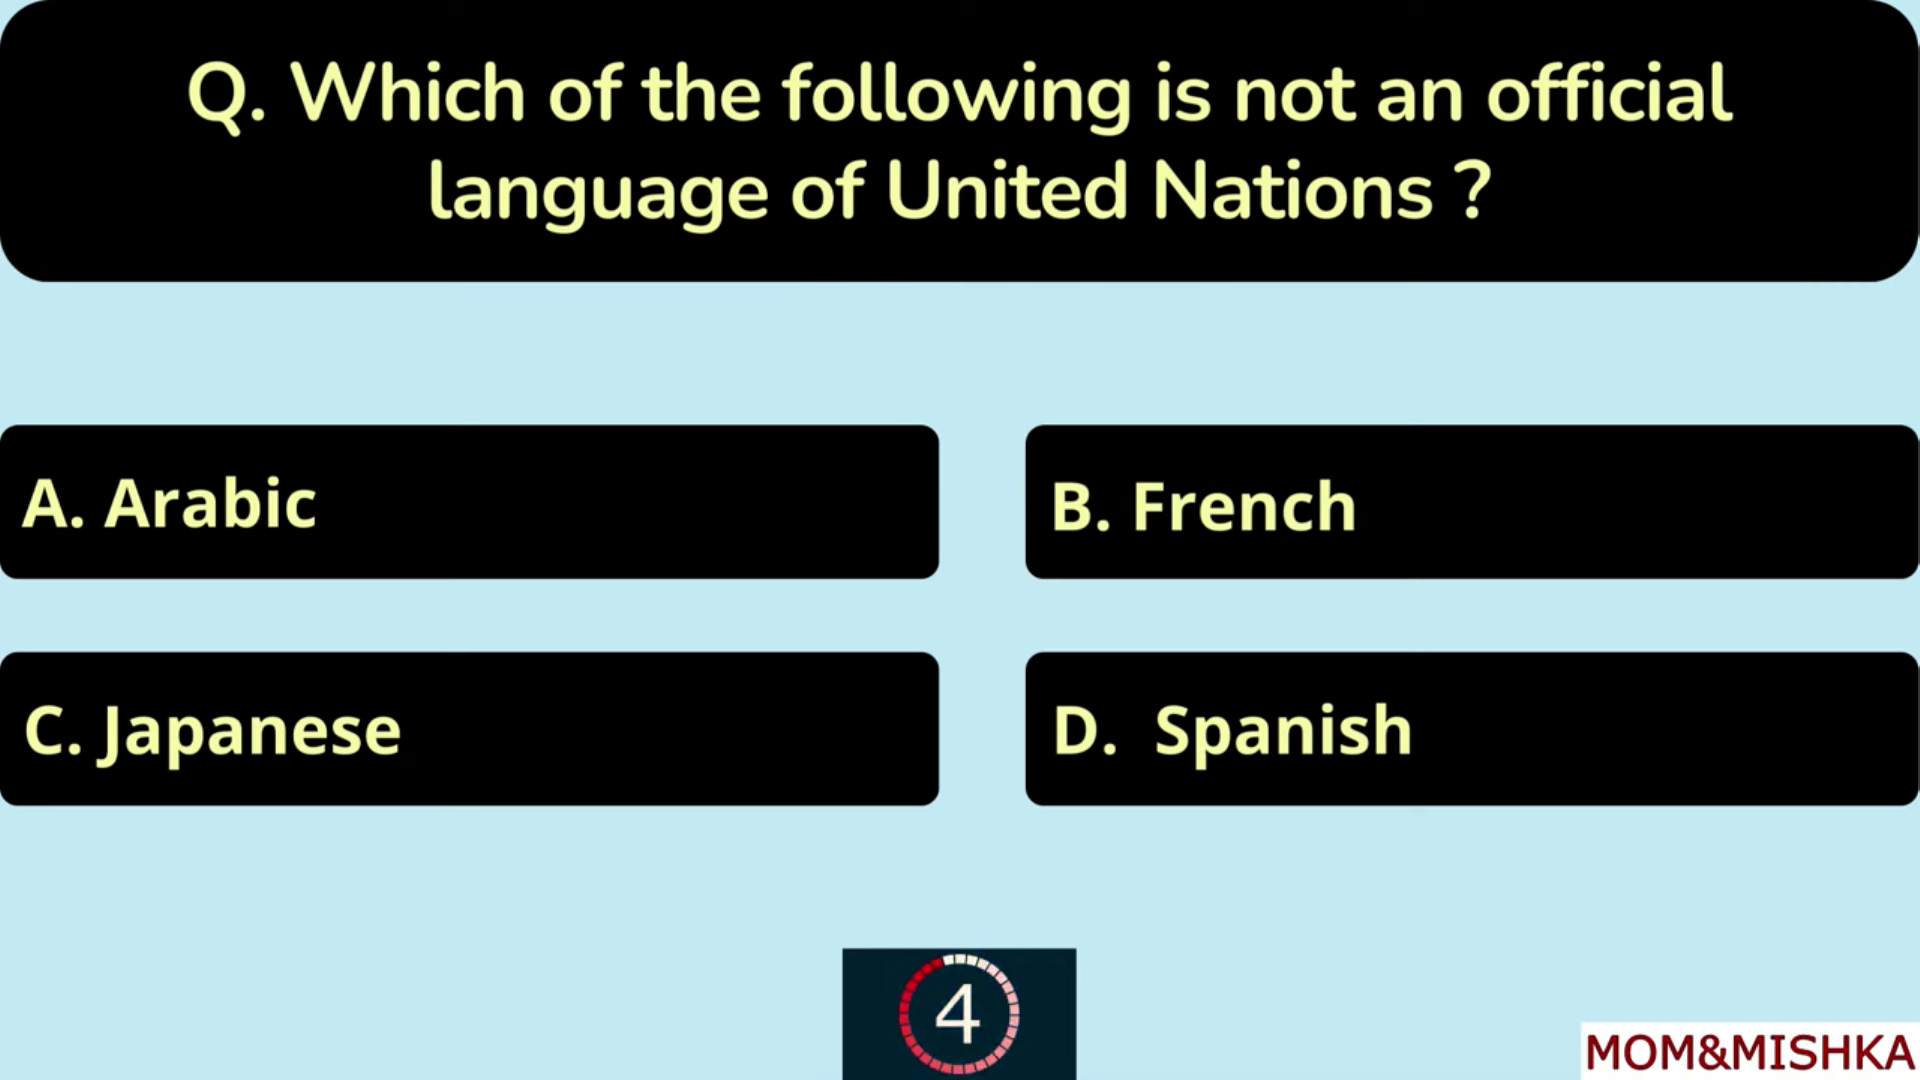 Q. Which of the following is not an official
language of United Nations ?
A. Arabic
B. French
C. Japanese
D. Spanish
4
MOM&MISHKA